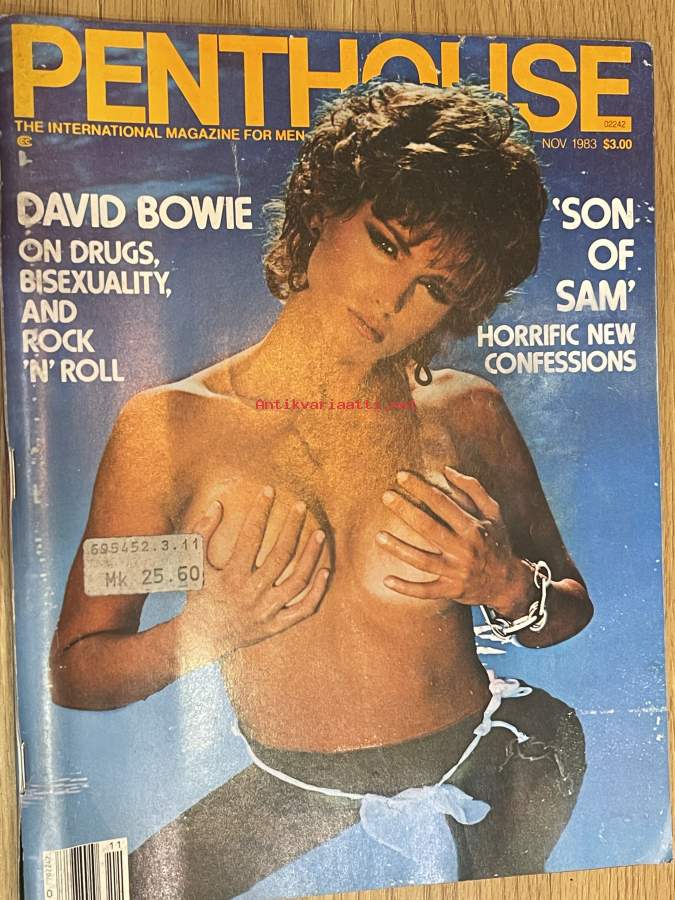 PENTHOUSE
THE INTERNATIONAL MAGAZINE FOR MEN
02242
NOV 1983 $3.00
DAVID BOWIE
ON DRUGS,
BISEXUALITY,
AND
ROCK
'N' ROLL
'SON
OF
SAM'
HORRIFIC NEW
CONFESSIONS
Antikvariaatti.net
695452.3.11
Mk 25.60
11